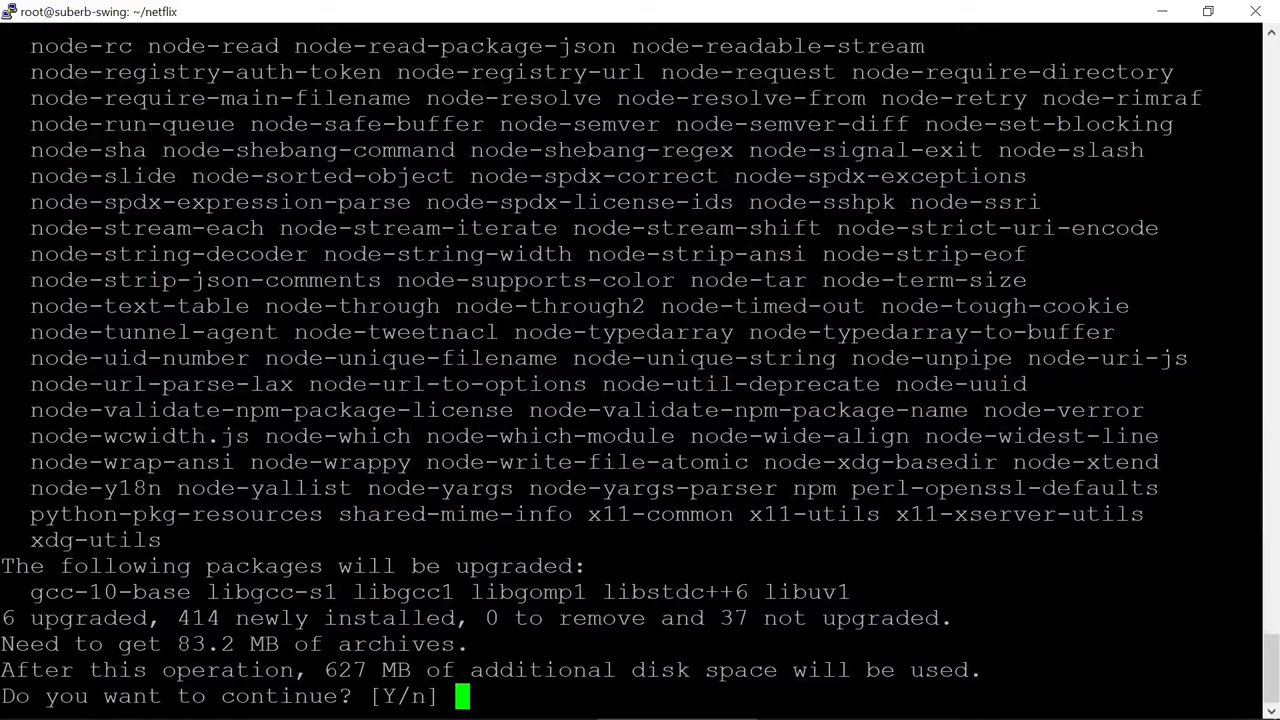 root@suberb-swing: ~/netflix
node-rc node-read node-read-package-json node-readable-stream
node-registry-auth-token node-registry-url node-request node-require-directory
node-require-main-filename node-resolve node-resolve-from node-retry node-rimraf
node-run-queue node-safe-buffer node-semver node-semver-diff node-set-blocking
node-sha node-shebang-command node-shebang-regex node-signal-exit node-slash
node-slide node-sorted-object node-spdx-correct node-spdx-exceptions
node-spdx-expression-parse node-spdx-license-ids node-sshpk node-ssri
node-stream-each node-stream-iterate node-stream-shift node-strict-uri-encode
node-string-decoder node-string-width node-strip-ansi node-strip-eof
node-strip-json-comments node-supports-color node-tar node-term-size
node-text-table node-through node-through2 node-timed-out node-tough-cookie
node-tunnel-agent node-tweetnacl node-typedarray node-typedarray-to-buffer
node-uid-number node-unique-filename node-unique-string node-unpipe node-uri-js
node-url-parse-lax node-url-to-options node-util-deprecate node-uuid
node-validate-npm-package-license node-validate-npm-package-name node-verror
node-wcwidth.js node-which node-which-module node-wide-align node-widest-line
node-wrap-ansi node-wrappy node-write-file-atomic node-xdg-basedir node-xtend
node-y18n node-yallist node-yargs node-yargs-parser npm perl-openssl-defaults
python-pkg-resources shared-mime-info x11-common x11-utils x11-xserver-utils
xdg-utils
The following packages will be upgraded:
gcc-10-base libgcc-s1 libgcc1 libgomp1 libstdc++6 libuv1
6 upgraded, 414 newly installed, 0 to remove and 37 not upgraded.
Need to get 83.2 MB of archives.
After this operation, 627 MB of additional disk space will be used.
Do you want to continue? [Y/n]